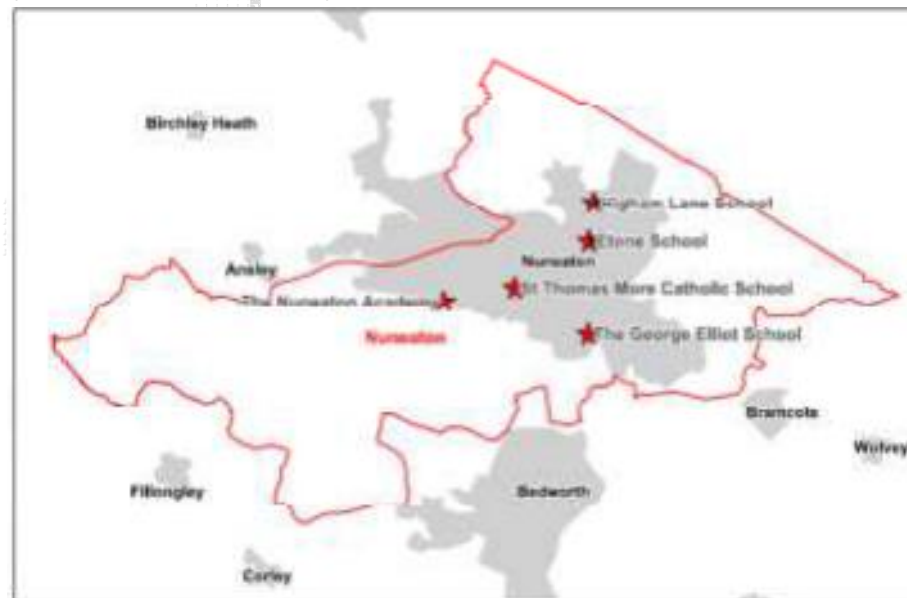 Birchley Heath
Higham Lane School
Etone School
Nuneaton
Ansley
St Thomas More Catholic School
The Nuneaton Academy
The George Elliot School
Nuneaton
Bramcote
Wolvey
Fillongley
Bedworth
Corley